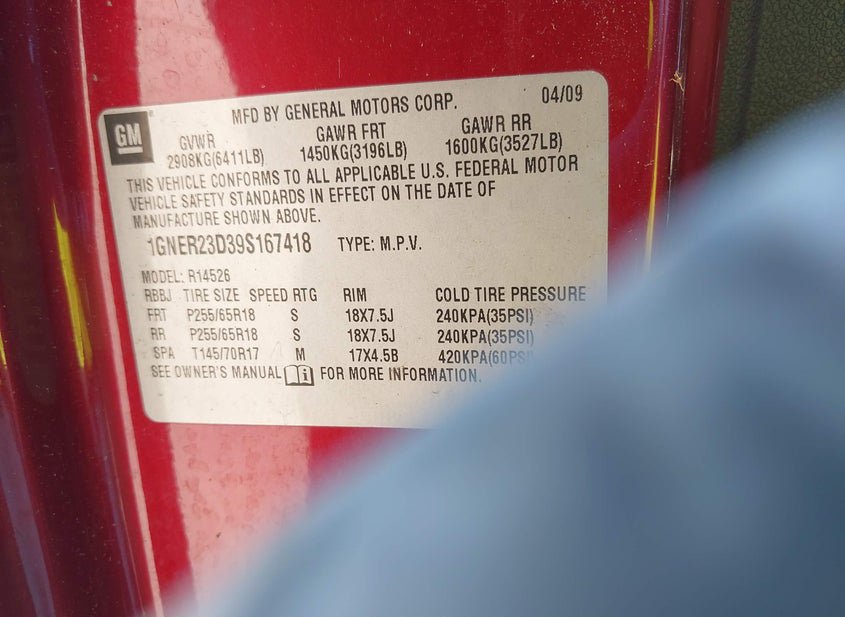 GM
MFD BY GENERAL MOTORS CORP. 04/09
GVWR GAWR FRT GAWR RR
2908KG(6411LB) 1450KG(3196LB) 1600KG(3527LB)
THIS VEHICLE CONFORMS TO ALL APPLICABLE U.S. FEDERAL MOTOR
VEHICLE SAFETY STANDARDS IN EFFECT ON THE DATE OF
MANUFACTURE SHOWN ABOVE.
1GNER23D39S167418 TYPE: M.P.V.
MODEL: R14526
RBBJ TIRE SIZE SPEED RTG RIM COLD TIRE PRESSURE
FRT P255/65R18 S 18X7.5J 240KPA(35PSI)
RR P255/65R18 S 18X7.5J 240KPA(35PSI)
SPA T145/70R17 M 17X4.5B 420KPA(60PSI
SEE OWNER'S MANUAL FOR MORE INFORMATION.